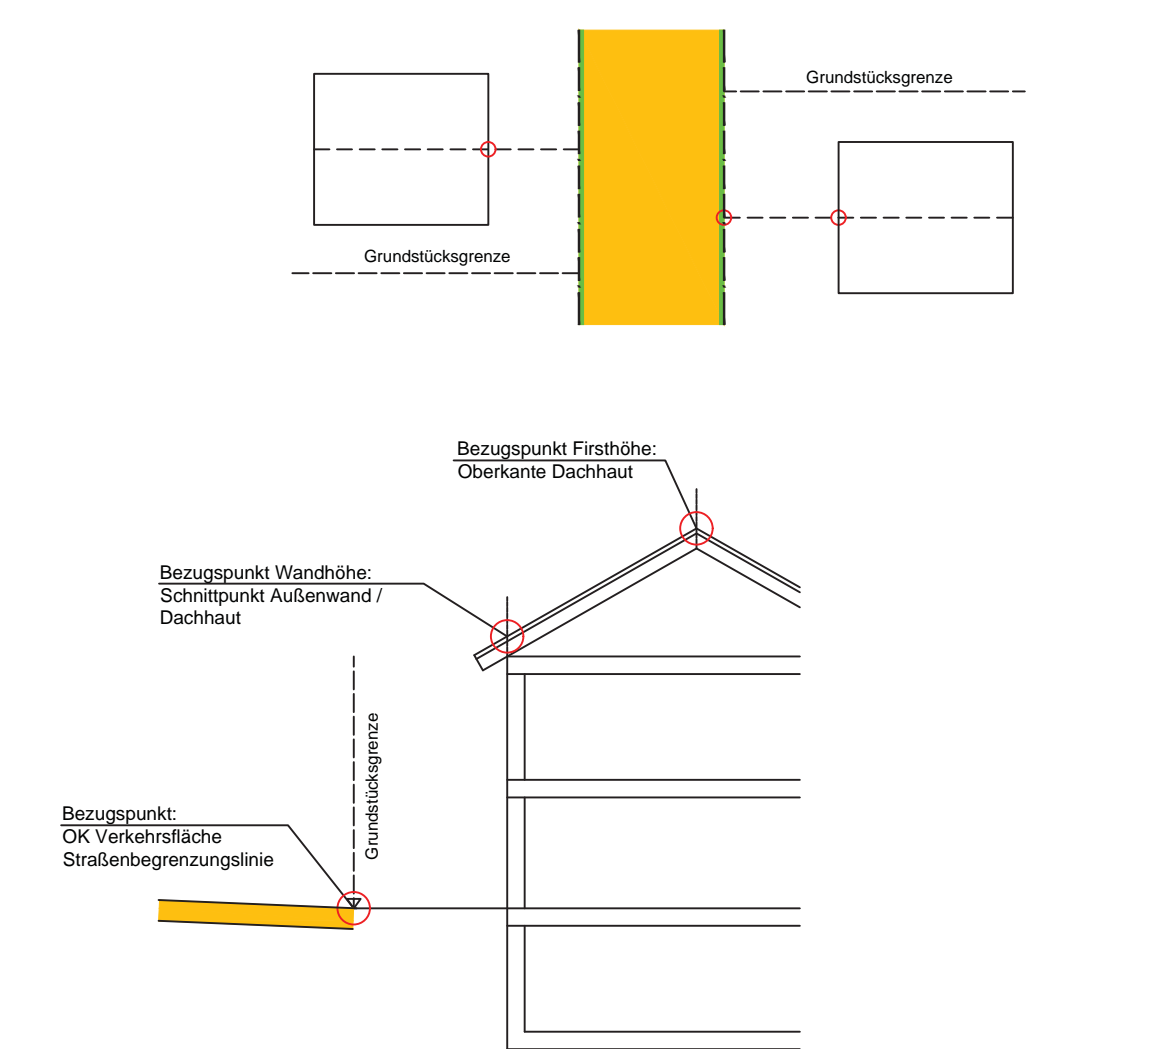 Grundstücksgrenze
Grundstücksgrenze
Bezugspunkt Firsthöhe:
Oberkante Dachhaut
Bezugspunkt Wandhöhe:
Schnittpunkt Außenwand /
Dachhaut
Grundstücksgrenze
Bezugspunkt:
OK Verkehrsfläche
Straßenbegrenzungslinie